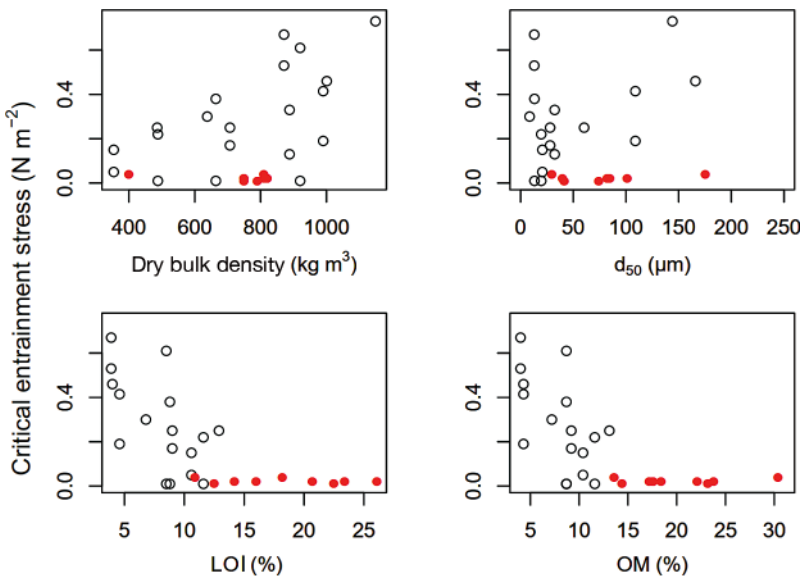 Critical entrainment stress (N m⁻²)
0.0 0.4
400 600 800 1000
Dry bulk density (kg m³)
0.0 0.4
0 50 100 150 200 250
d₅₀ (µm)
0.0 0.4
5 10 15 20 25
LOI (%)
0.0 0.4
5 10 15 20 25 30
OM (%)